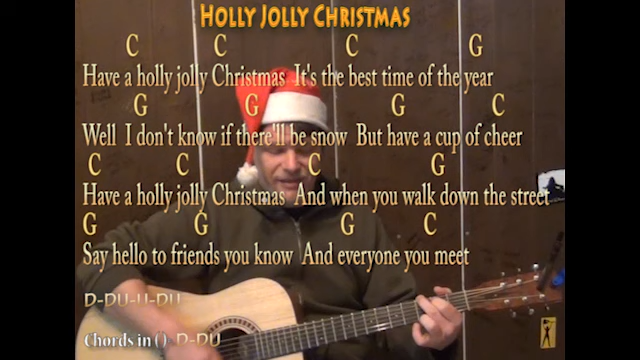 HOLLY JOLLY CHRISTMAS
C C C G
Have a holly jolly Christmas It's the best time of the year
G G G C
Well I don't know if there'll be snow But have a cup of cheer
C C C G
Have a holly jolly Christmas And when you walk down the street
G G G C
Say hello to friends you know And everyone you meet
D-DU-U-DU
Chords in ( ) D-DU